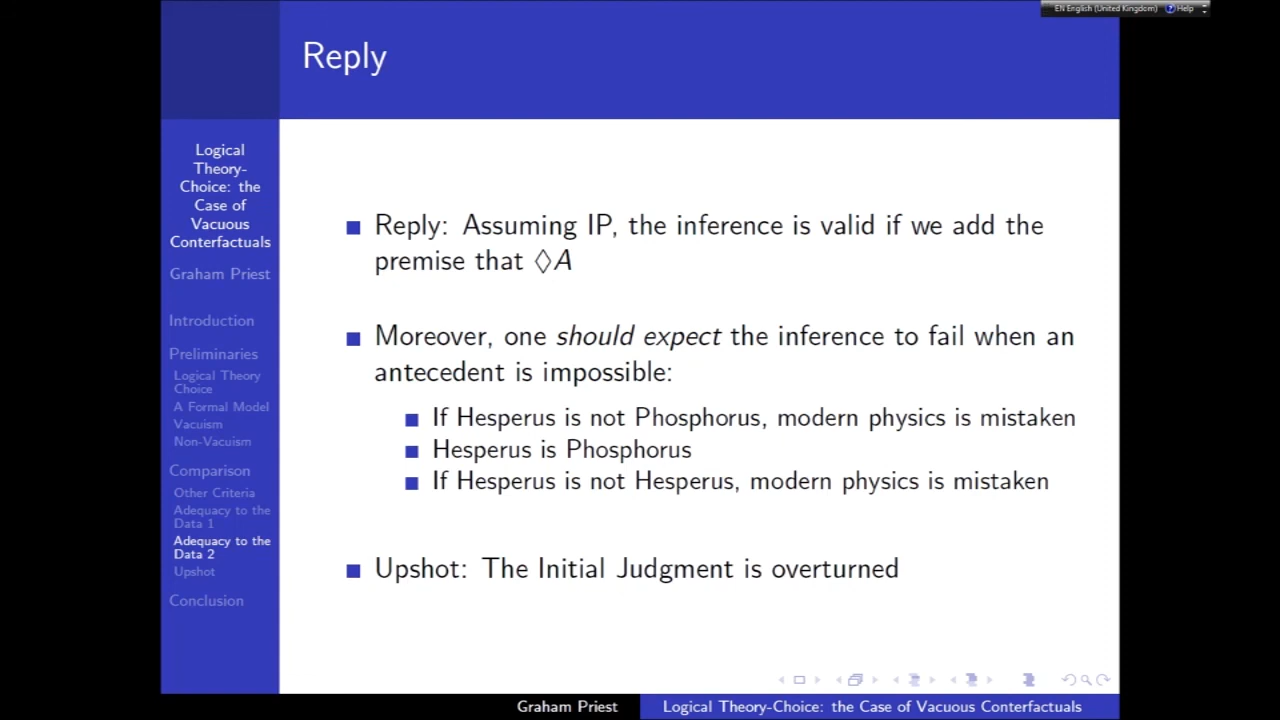 EN English (United Kingdom) Help
Reply
Logical
Theory-
Choice: the
Case of
Vacuous
Conterfactuals
Graham Priest
Introduction
Preliminaries
Logical Theory
Choice
A Formal Model
Vacuism
Non-Vacuism
Comparison
Other Criteria
Adequacy to the
Data 1
Adequacy to the
Data 2
Upshot
Conclusion
Reply: Assuming IP, the inference is valid if we add the
premise that ◇A
Moreover, one should expect the inference to fail when an
antecedent is impossible:
If Hesperus is not Phosphorus, modern physics is mistaken
Hesperus is Phosphorus
If Hesperus is not Hesperus, modern physics is mistaken
Upshot: The Initial Judgment is overturned
Graham Priest
Logical Theory-Choice: the Case of Vacuous Conterfactuals